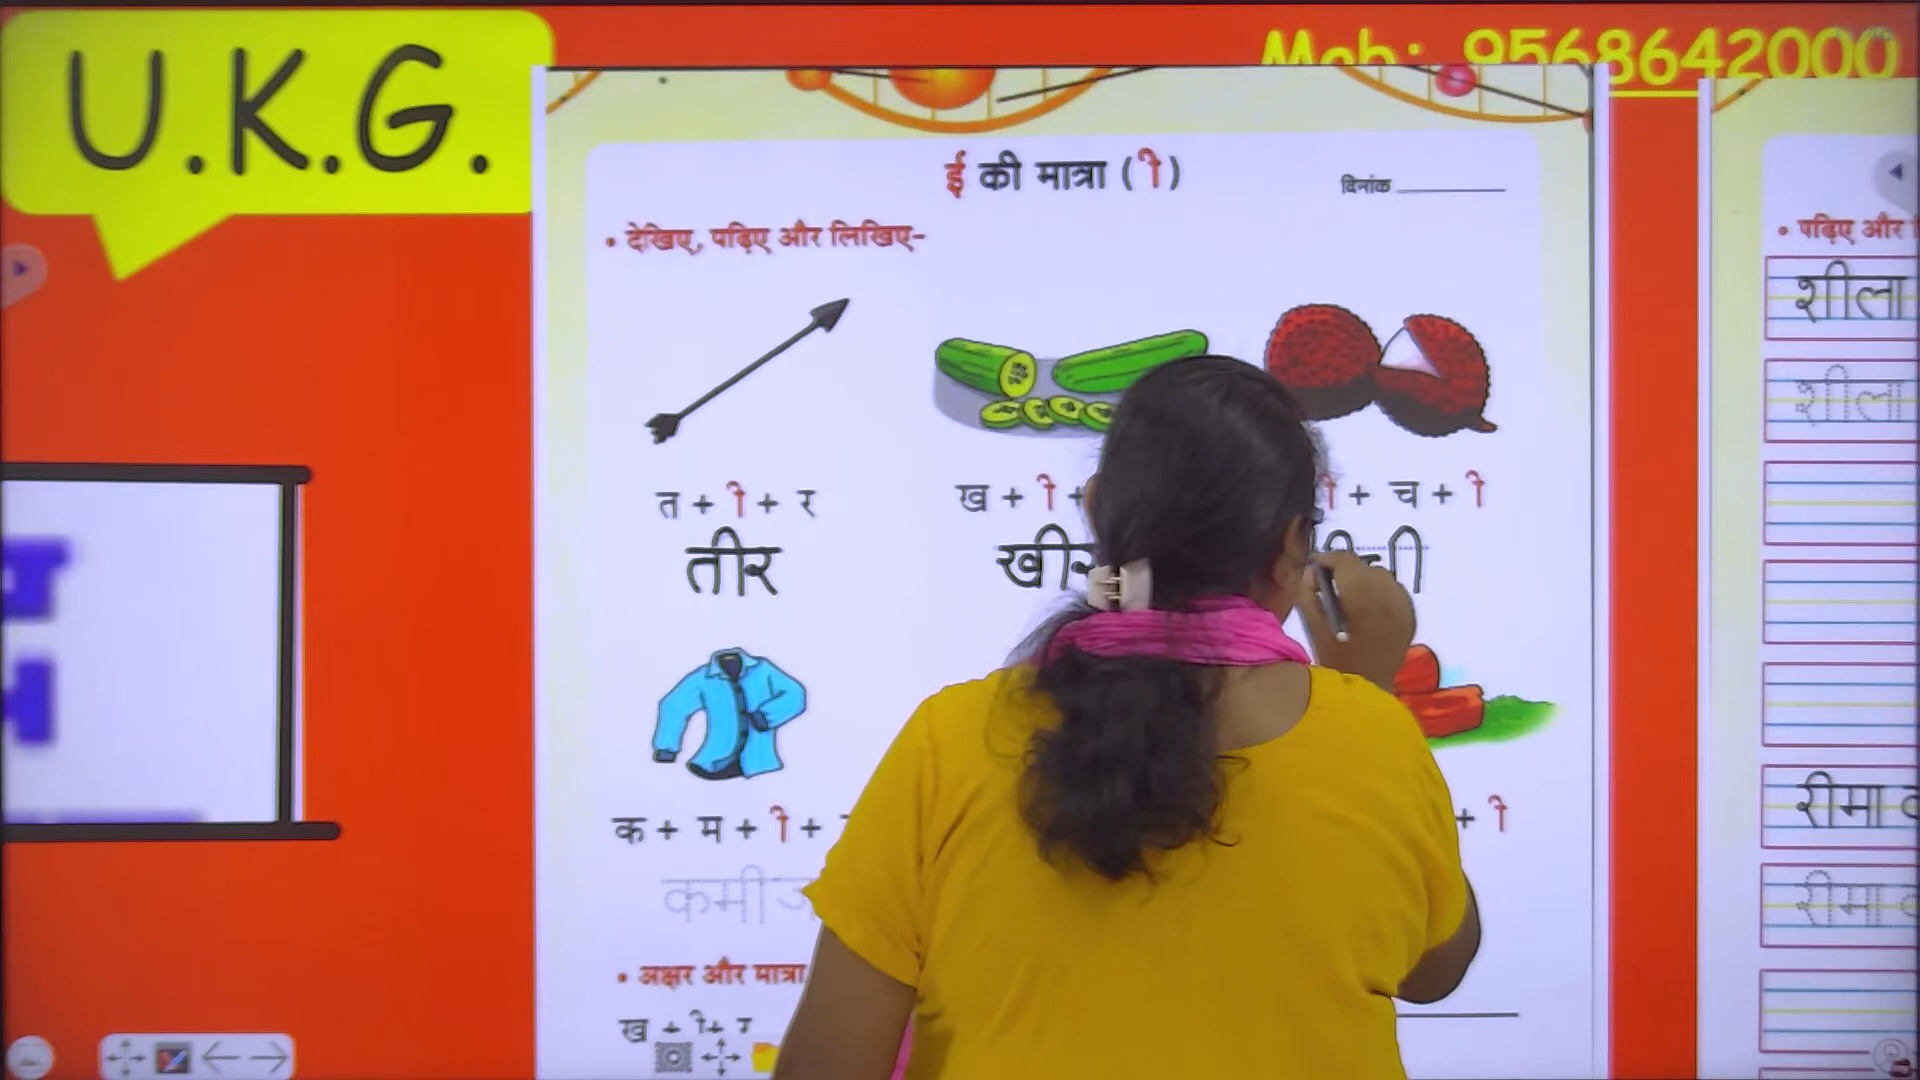 U.K.G.
Mob: 9568642000
ई की मात्रा ( ी)
दिनांक
• देखिए, पढ़िए और लिखिए-
त + ी + र
ख + ी +
ी + च + ी
तीर
क + म + ी +
+ ी
कमीज
• अक्षर और मात्रा
ख + ी + र
• पढ़िए और
शीला
शीला
रीमा
रीमा